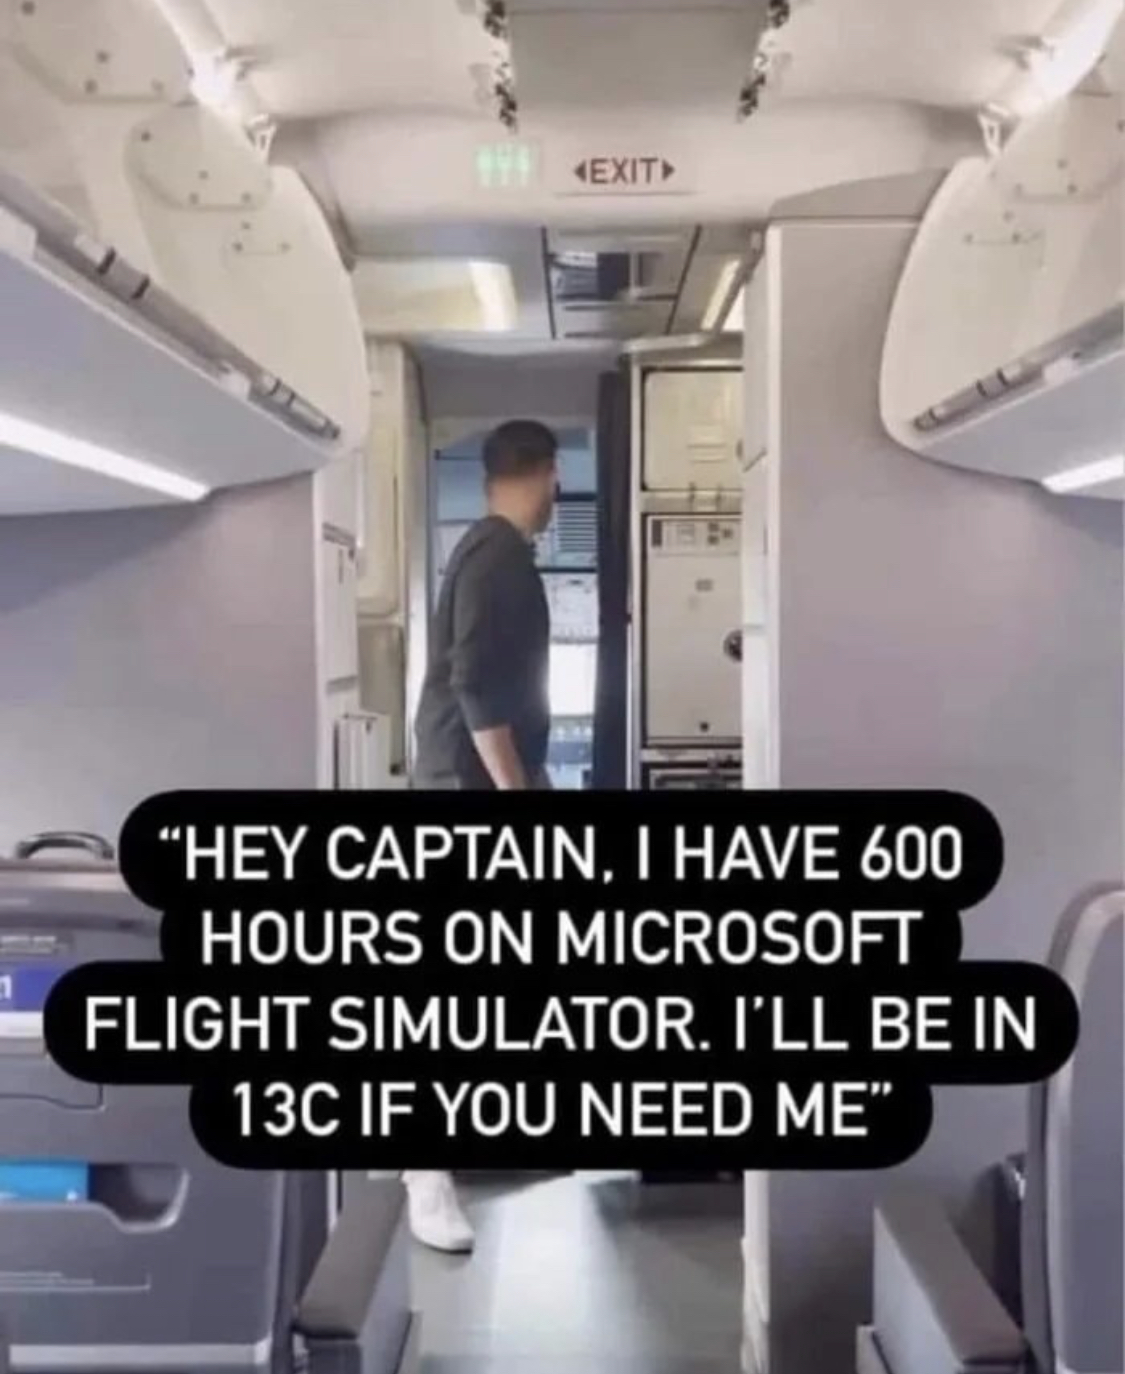 ◀EXIT▶
“HEY CAPTAIN, I HAVE 600
HOURS ON MICROSOFT
FLIGHT SIMULATOR. I’LL BE IN
13C IF YOU NEED ME”